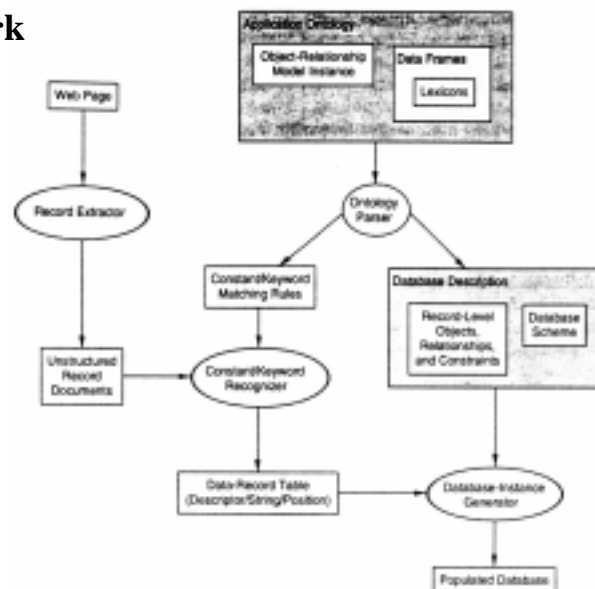 rk
Application Ontology
Object-Relationship
Model Instance
Data Frames
Lexicons
Web Page
Record Extractor
Ontology
Parser
Constant/Keyword
Matching Rules
Database Description
Record-Level
Objects,
Relationships,
and Constraints
Database
Scheme
Unstructured
Record
Documents
Constant/Keyword
Recognizer
Data-Record Table
(Descriptor/String/Position)
Database-Instance
Generator
Populated Database